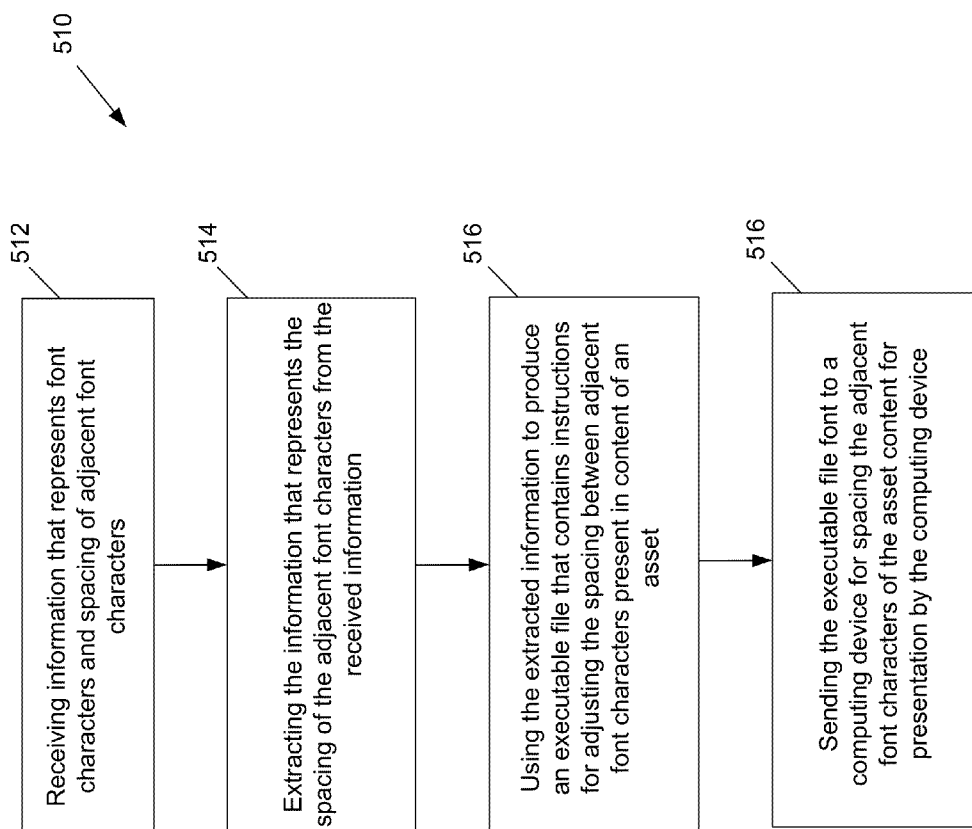 510
512
Receiving information that represents font
characters and spacing of adjacent font
characters
514
Extracting the information that represents the
spacing of the adjacent font characters from the
received information
516
Using the extracted information to produce
an executable file that contains instructions
for adjusting the spacing between adjacent
font characters present in content of an
asset
516
Sending the executable file font to a
computing device for spacing the adjacent
font characters of the asset content for
presentation by the computing device